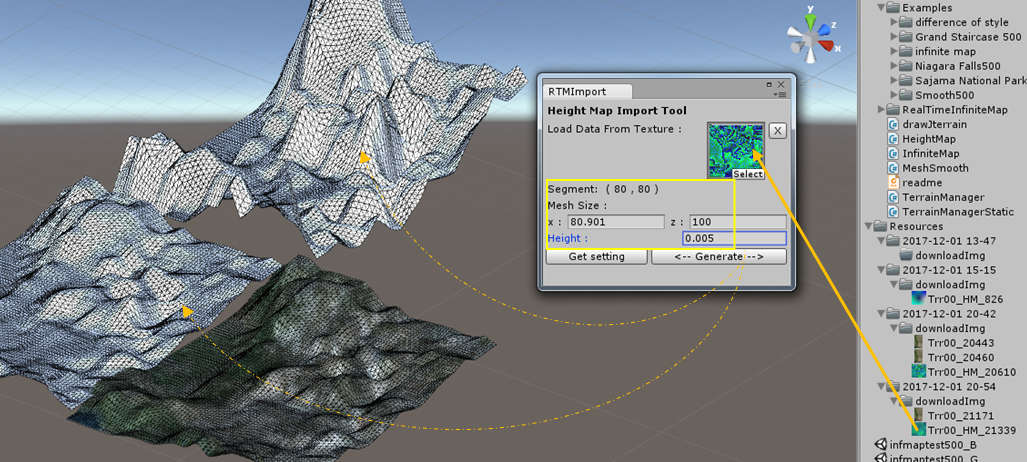 y
z
x
RTMImport
Height Map Import Tool
Load Data From Texture :
X
Select
Segment: ( 80 , 80 )
Mesh Size :
x : 80.901 z : 100
Height : 0.005
Get setting
<-- Generate -->
Examples
difference of style
Grand Staircase 500
infinite map
Niagara Falls500
Sajama National Park
Smooth500
RealTimeInfiniteMap
drawJterrain
HeightMap
InfiniteMap
MeshSmooth
readme
TerrainManager
TerrainManagerStatic
Resources
2017-12-01 13-47
downloadImg
2017-12-01 15-15
downloadImg
Trr00_HM_826
2017-12-01 20-42
downloadImg
Trr00_20443
Trr00_20460
Trr00_HM_20610
2017-12-01 20-54
downloadImg
Trr00_21171
Trr00_HM_21339
infmaptest500_B
infmaptest500_G